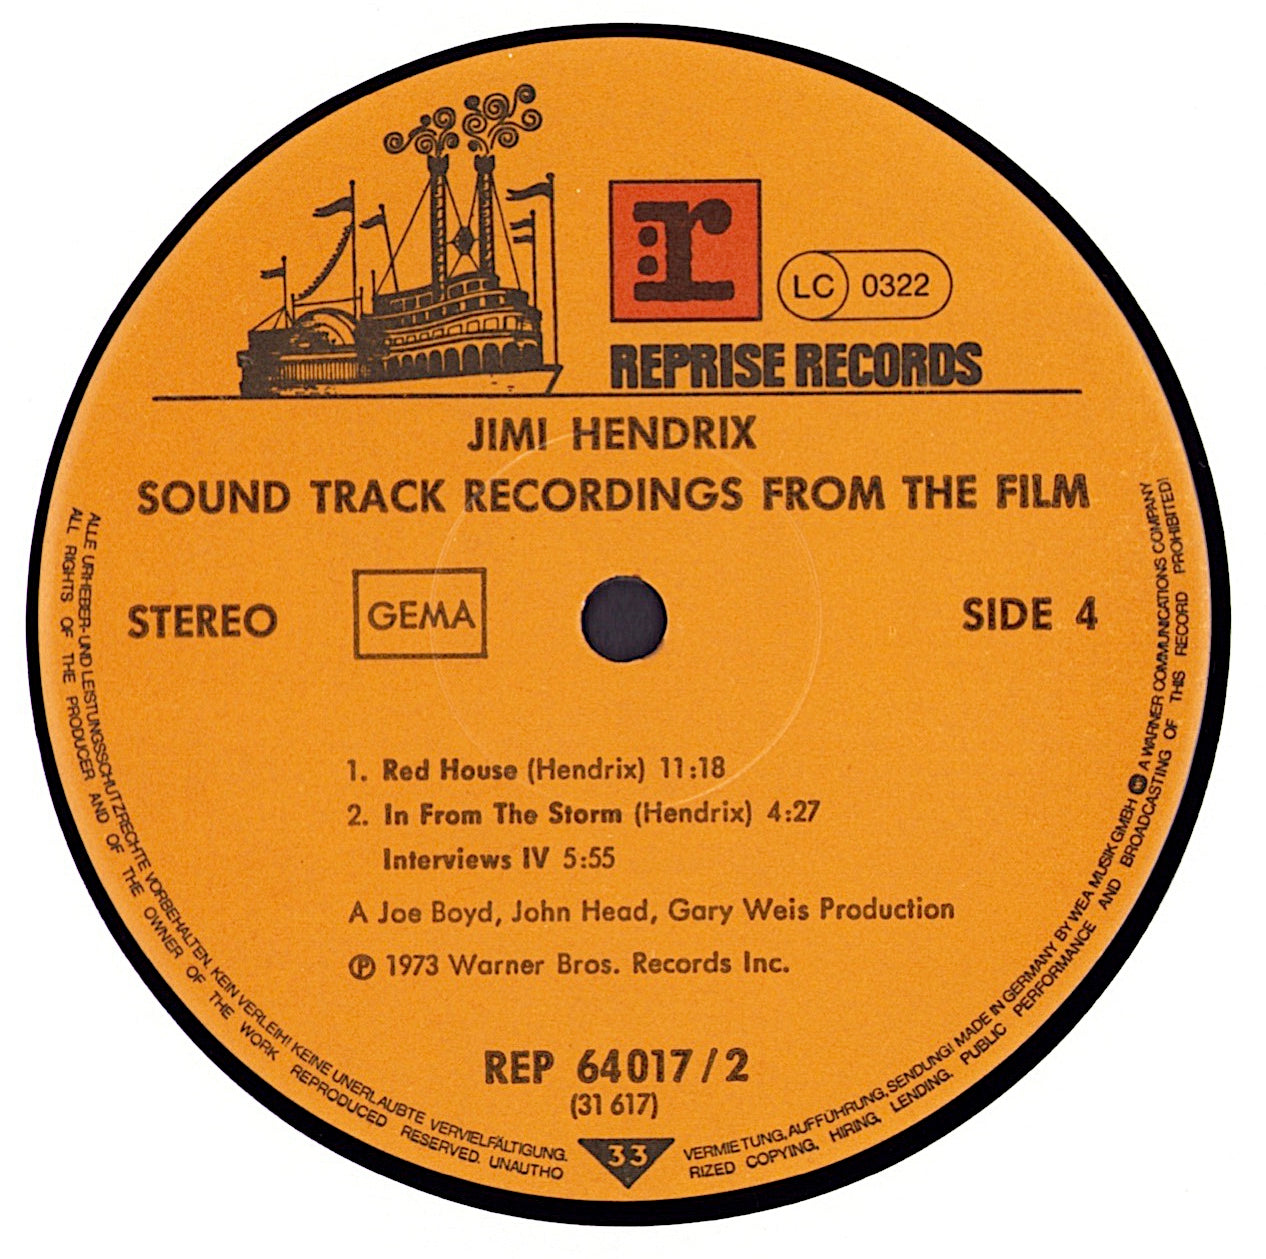 r:
LC 0322
REPRISE RECORDS
JIMI HENDRIX
SOUND TRACK RECORDINGS FROM THE FILM
STEREO
GEMA
SIDE 4
1. Red House (Hendrix) 11:18
2. In From The Storm (Hendrix) 4:27
Interviews IV 5:55
A Joe Boyd, John Head, Gary Weis Production
Ⓟ 1973 Warner Bros. Records Inc.
REP 64017/2
(31 617)
33
ALLE URHEBER- UND LEISTUNGSSCHUTZRECHTE VORBEHALTEN. KEIN VERLEIH! KEINE UNERLAUBTE VERVIELFÄLTIGUNG. VERMIETUNG, AUFFÜHRUNG, SENDUNG! MADE IN GERMANY BY WEA MUSIK GMBH A WARNER COMMUNICATIONS COMPANY
ALL RIGHTS OF THE PRODUCER AND OF THE OWNER OF THE WORK REPRODUCED RESERVED. UNAUTHORIZED COPYING, HIRING, LENDING, PUBLIC PERFORMANCE AND BROADCASTING OF THIS RECORD PROHIBITED!